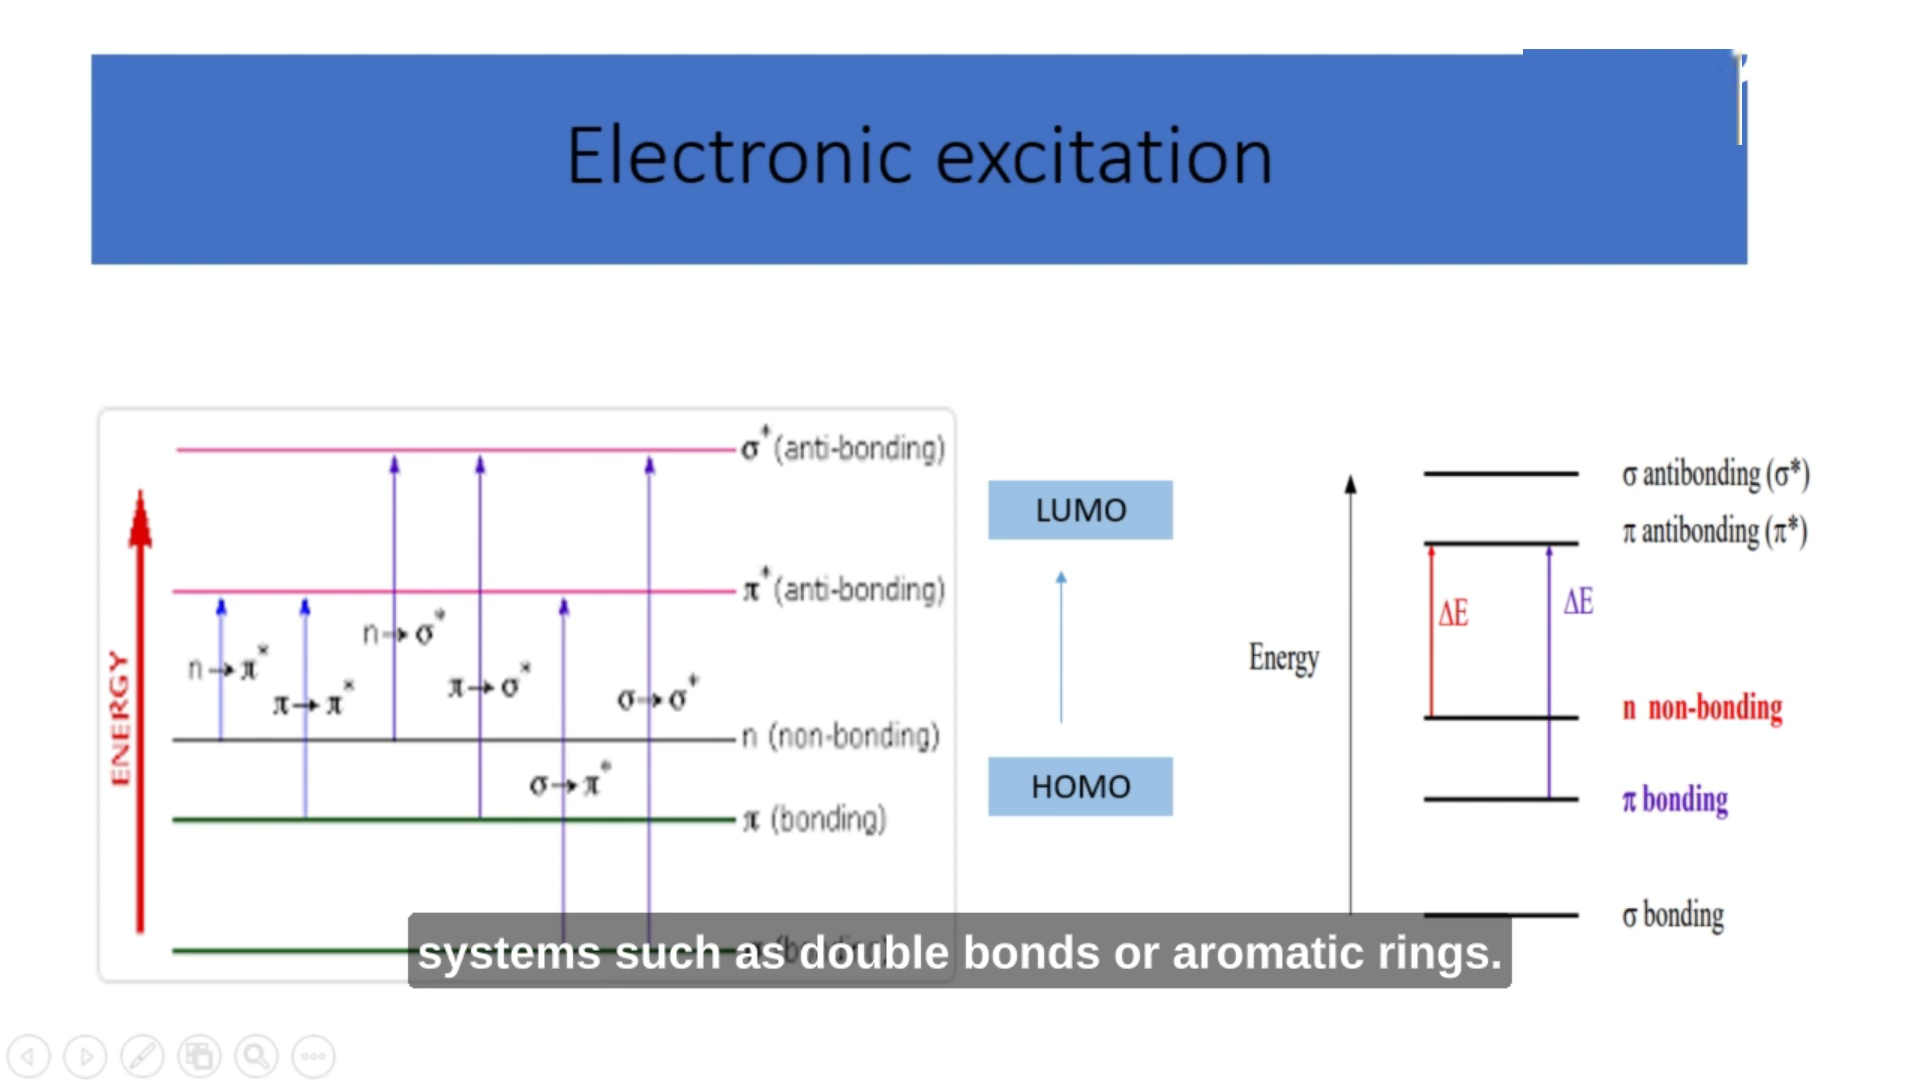 Electronic excitation
σ* (anti-bonding)
π* (anti-bonding)
n → σ*
n → π*
π → σ*
π → π*
σ → σ*
n (non-bonding)
σ → π*
π (bonding)
ENERGY
LUMO
HOMO
Energy
σ antibonding (σ*)
π antibonding (π*)
ΔE
ΔE
n non-bonding
π bonding
σ bonding
systems such as double bonds or aromatic rings.